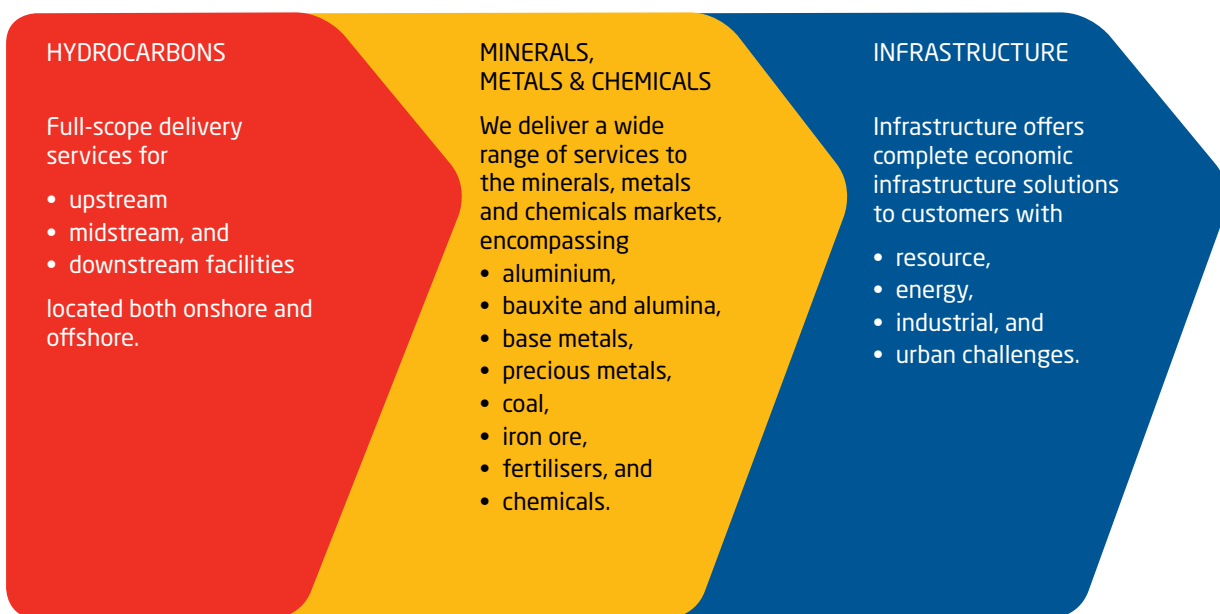 HYDROCARBONS
Full-scope delivery
services for
• upstream
• midstream, and
• downstream facilities
located both onshore and
offshore.
MINERALS,
METALS & CHEMICALS
We deliver a wide
range of services to
the minerals, metals
and chemicals markets,
encompassing
• aluminium,
• bauxite and alumina,
• base metals,
• precious metals,
• coal,
• iron ore,
• fertilisers, and
• chemicals.
INFRASTRUCTURE
Infrastructure offers
complete economic
infrastructure solutions
to customers with
• resource,
• energy,
• industrial, and
• urban challenges.